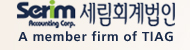 Serim 세림회계법인
Accounting Corp.
A member firm of TIAG